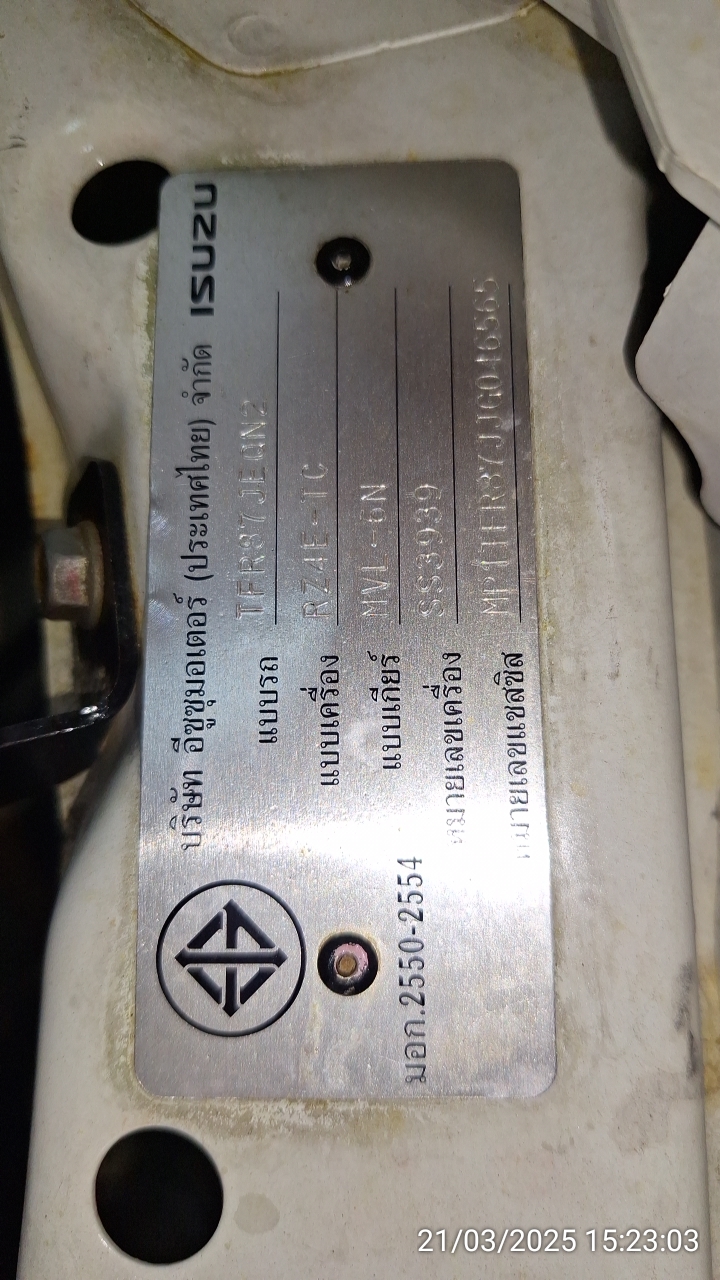 บริษัท อีซูซุมอเตอร์ (ประเทศไทย) จำกัด ISUZU
แบบรถ TFR87JEQN2
แบบเครื่อง RZ4E-TC
แบบเกียร์ MVL-6N
มอก.2550-2554 หมายเลขเครื่อง SS3939
หมายเลขแชสซิส
21/03/2025 15:23:03